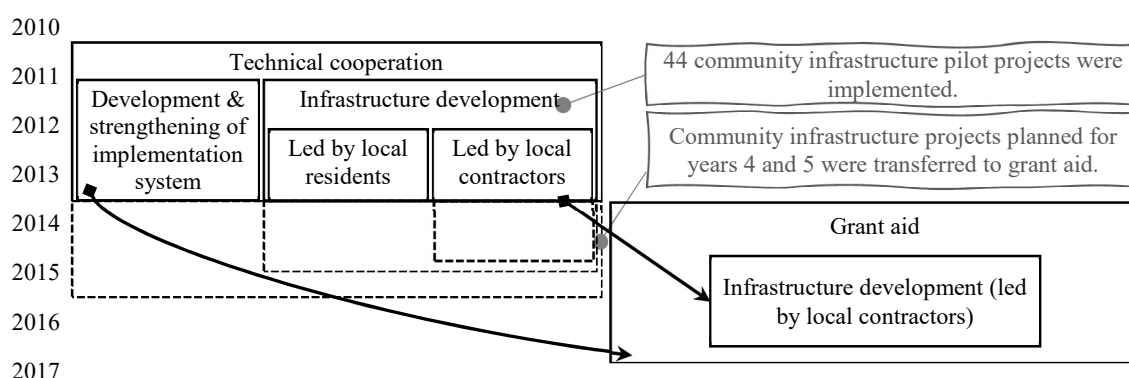 2010
2011
2012
2013
2014
2015
2016
2017
Technical cooperation
Development &
strengthening of
implementation
system
Infrastructure development
Led by local
residents
Led by local
contractors
44 community infrastructure pilot projects were
implemented.
Community infrastructure projects planned for
years 4 and 5 were transferred to grant aid.
Grant aid
Infrastructure development (led
by local contractors)